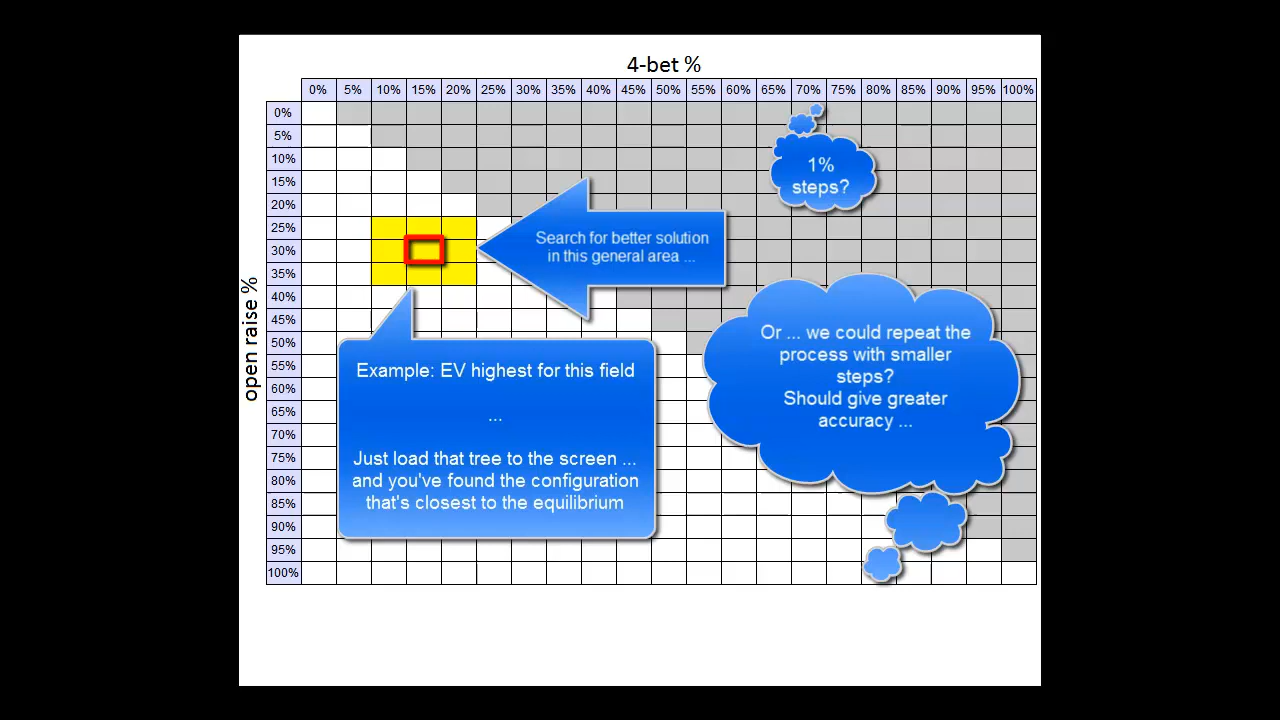 4-bet %
0% 5% 10% 15% 20% 25% 30% 35% 40% 45% 50% 55% 60% 65% 70% 75% 80% 85% 90% 95% 100%
open raise %
0%
5%
10%
15%
20%
25%
30%
35%
40%
45%
50%
55%
60%
65%
70%
75%
80%
85%
90%
95%
100%
1%
steps?
Search for better solution
in this general area ...
Or ... we could repeat the
process with smaller
steps?
Should give greater
accuracy ...
Example: EV highest for this field
...
Just load that tree to the screen ...
and you've found the configuration
that's closest to the equilibrium